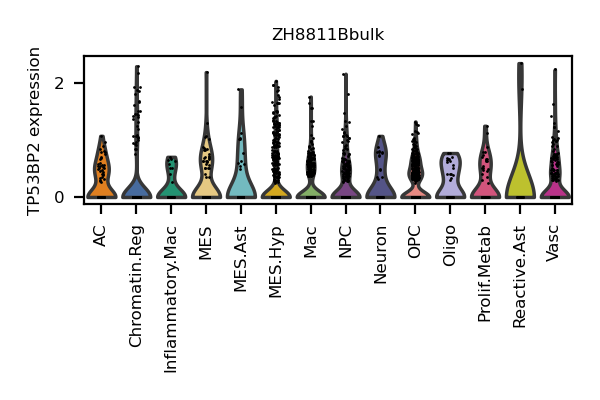 ZH8811Bbulk
TP53BP2 expression
2
0
AC
Chromatin.Reg
Inflammatory.Mac
MES
MES.Ast
MES.Hyp
Mac
NPC
Neuron
OPC
Oligo
Prolif.Metab
Reactive.Ast
Vasc